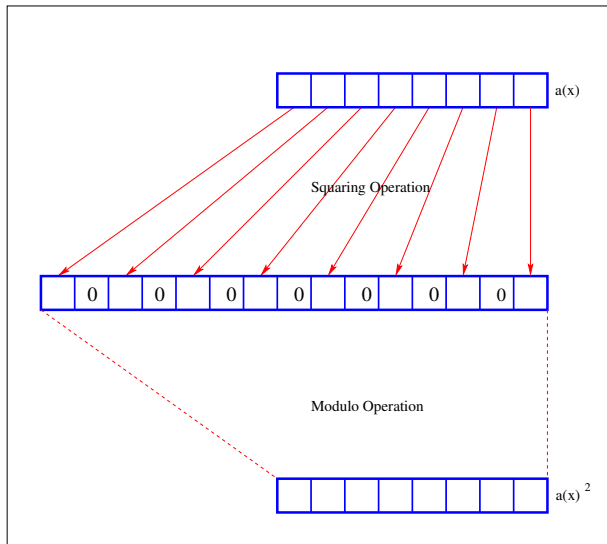 a(x)
Squaring Operation
0 0 0 0 0 0 0
Modulo Operation
a(x) 2